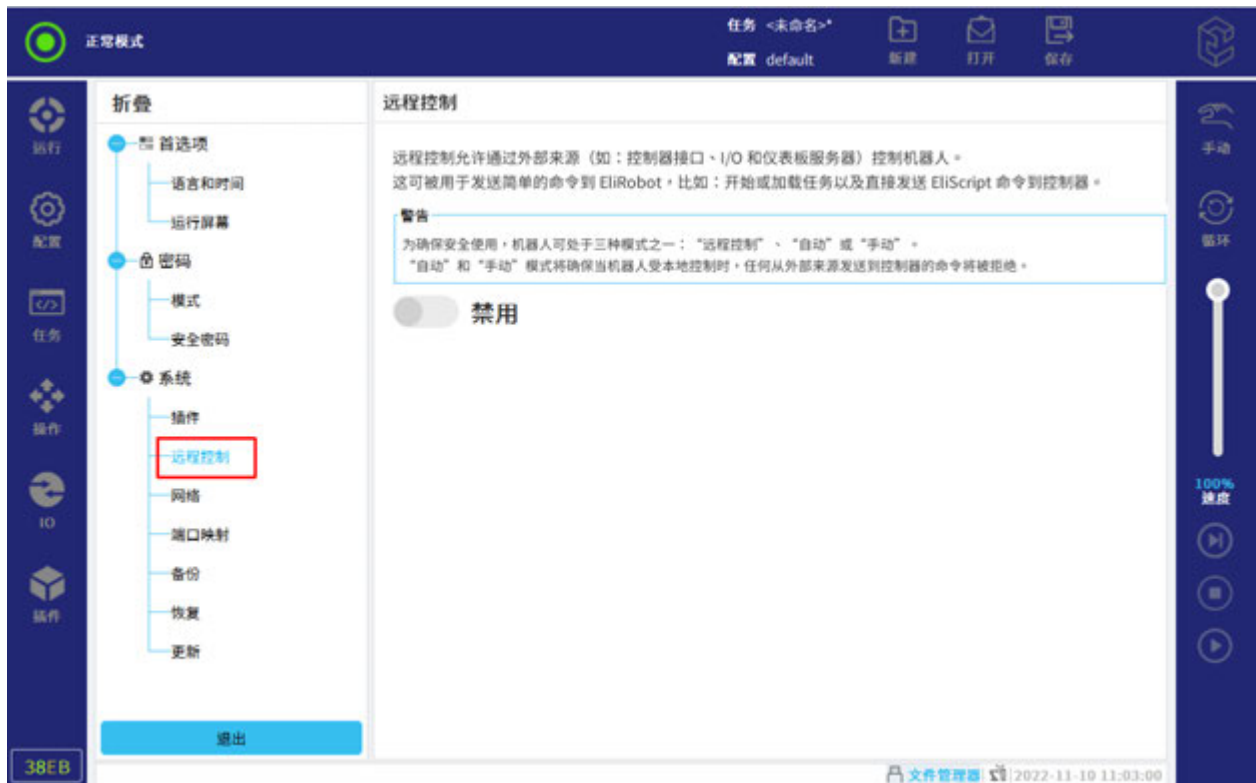 正常模式
任务 <未命名>*
配置 default
新建
打开
保存
运行
配置
任务
操作
IO
插件
38EB
折叠
首选项
语言和时间
运行屏幕
密码
模式
安全密码
系统
插件
远程控制
网络
端口映射
备份
恢复
更新
退出
远程控制
远程控制允许通过外部来源（如：控制器接口、I/O 和仪表板服务器）控制机器人。
这可被用于发送简单的命令到 EliRobot，比如：开始或加载任务以及直接发送 EliScript 命令到控制器。
警告
为确保安全使用，机器人可处于三种模式之一：“远程控制”、“自动”或“手动”。
“自动”和“手动”模式将确保当机器人受本地控制时，任何从外部来源发送到控制器的命令将被拒绝。
禁用
手动
循环
100%
速度
文件管理器
2022-11-10 11:03:00